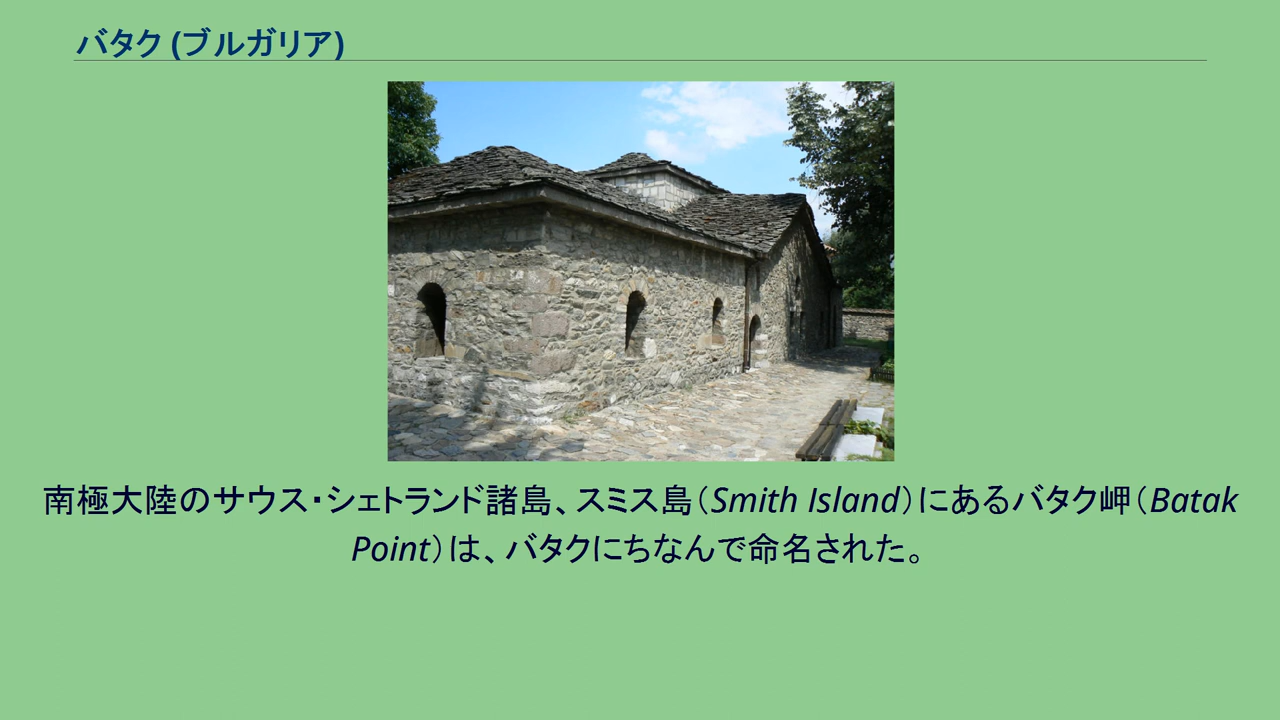 バタク (ブルガリア)
南極大陸のサウス・シェトランド諸島、スミス島（Smith Island）にあるバタク岬（Batak
Point）は、バタクにちなんで命名された。